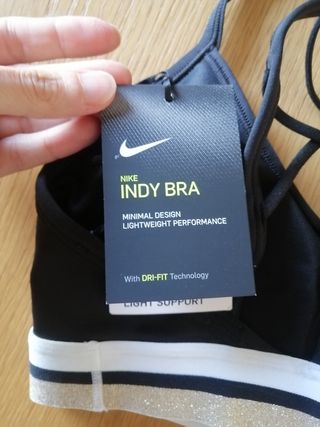 NIKE
INDY BRA
MINIMAL DESIGN
LIGHTWEIGHT PERFORMANCE
With DRI-FIT Technology
LIGHT SUPPORT